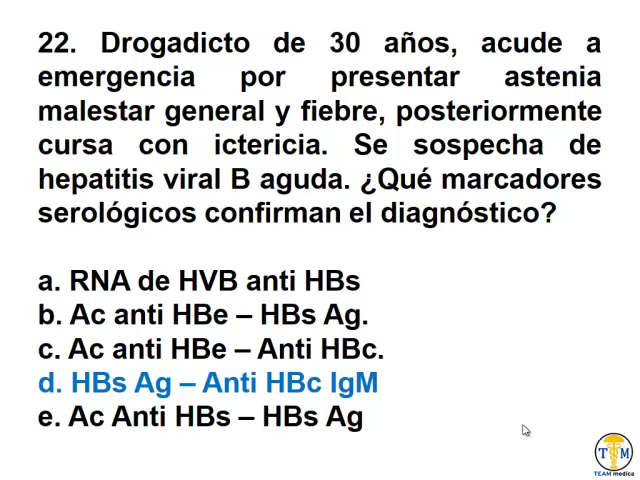 22. Drogadicto de 30 años, acude a
emergencia por presentar astenia
malestar general y fiebre, posteriormente
cursa con ictericia. Se sospecha de
hepatitis viral B aguda. ¿Qué marcadores
serológicos confirman el diagnóstico?
a. RNA de HVB anti HBs
b. Ac anti HBe – HBs Ag.
c. Ac anti HBe – Anti HBc.
d. HBs Ag – Anti HBc IgM
e. Ac Anti HBs – HBs Ag
T M
TEAM medica